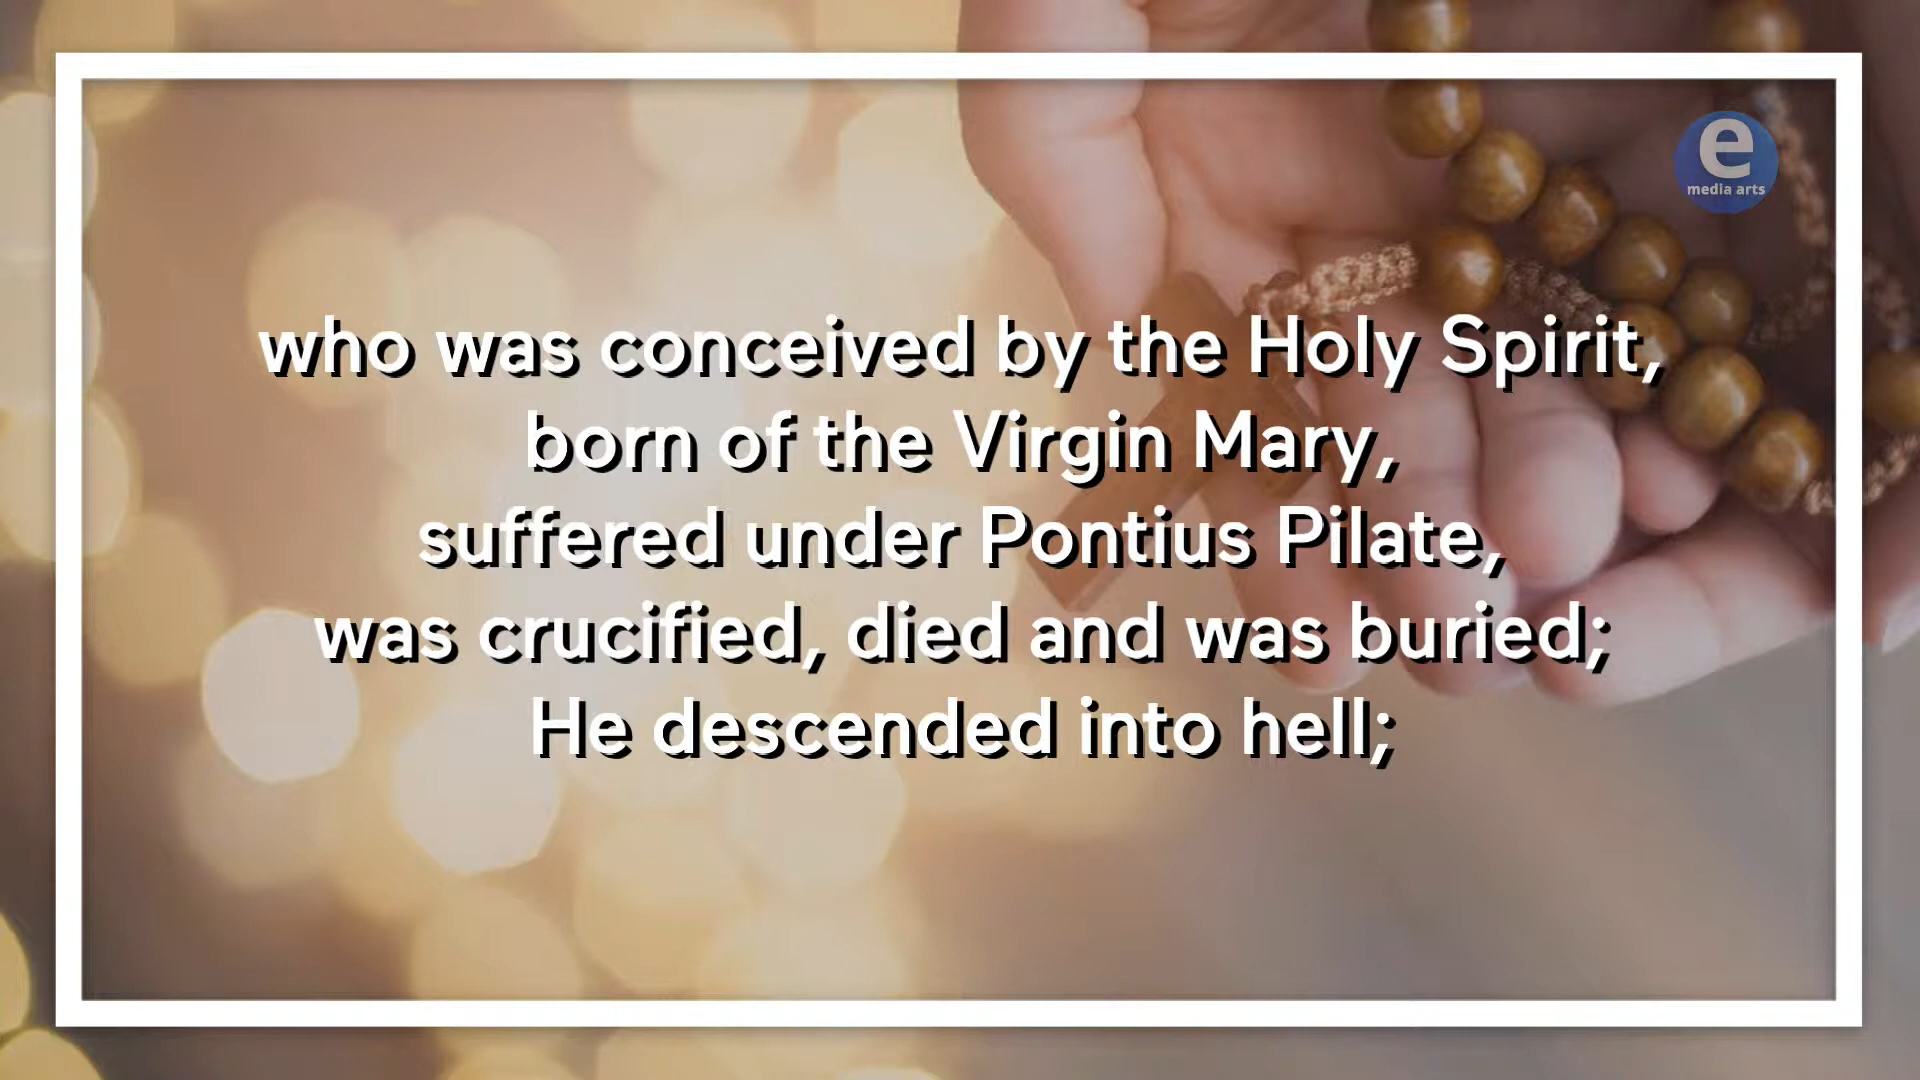 e
media arts
who was conceived by the Holy Spirit,
born of the Virgin Mary,
suffered under Pontius Pilate,
was crucified, died and was buried;
He descended into hell;